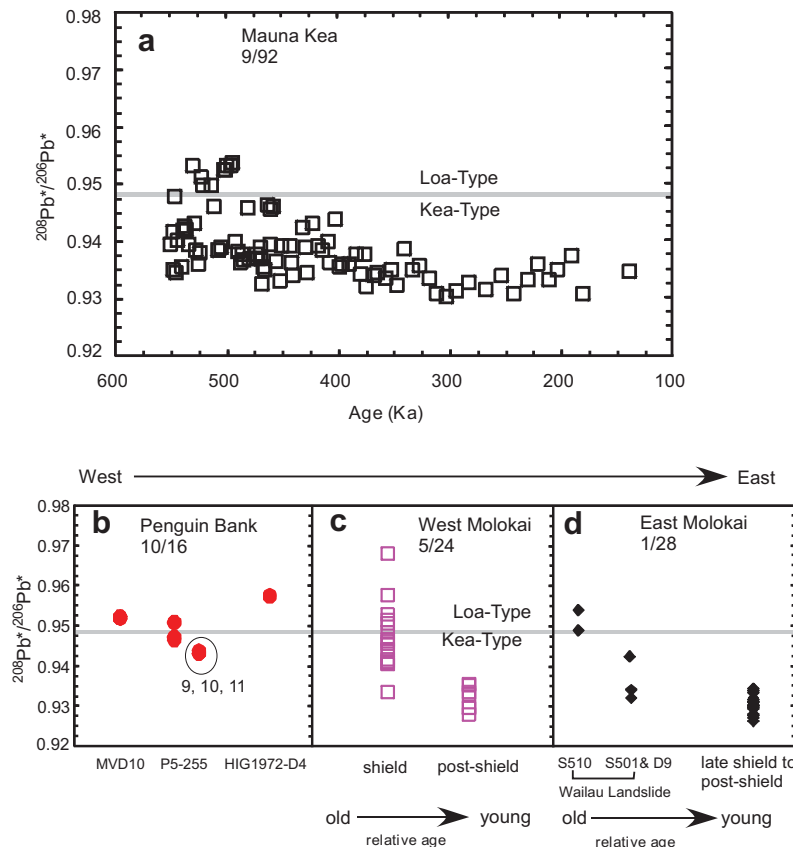 a
Mauna Kea
9/92
0.98
0.97
0.96
0.95
0.94
0.93
0.92
208Pb*/206Pb*
Loa-Type
Kea-Type
600 500 400 300 200 100
Age (Ka)
West East
b
Penguin Bank
10/16
c
West Molokai
5/24
d
East Molokai
1/28
0.98
0.97
0.96
0.95
0.94
0.93
0.92
208Pb*/206Pb*
Loa-Type
Kea-Type
9, 10, 11
MVD10 P5-255 HIG1972-D4
shield post-shield
S510 S501& D9
Wailau Landslide
late shield to
post-shield
old young
relative age
old young
relative age